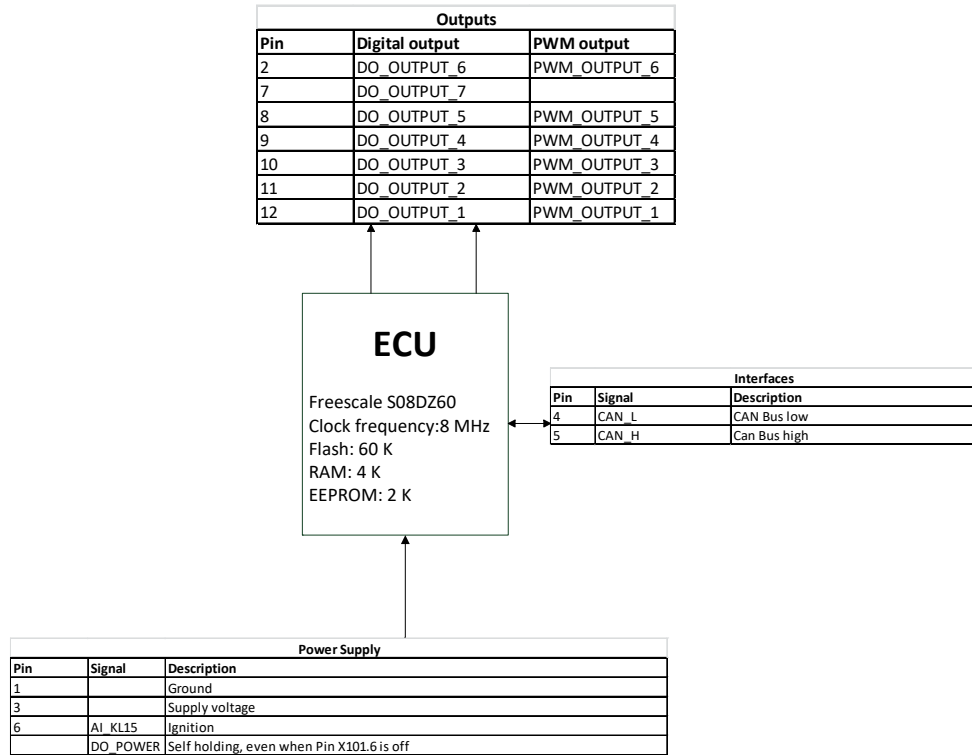 Outputs
Pin Digital output PWM output
2 DO_OUTPUT_6 PWM_OUTPUT_6
7 DO_OUTPUT_7
8 DO_OUTPUT_5 PWM_OUTPUT_5
9 DO_OUTPUT_4 PWM_OUTPUT_4
10 DO_OUTPUT_3 PWM_OUTPUT_3
11 DO_OUTPUT_2 PWM_OUTPUT_2
12 DO_OUTPUT_1 PWM_OUTPUT_1
ECU
Freescale S08DZ60
Clock frequency:8 MHz
Flash: 60 K
RAM: 4 K
EEPROM: 2 K
Interfaces
Pin Signal Description
4 CAN_L CAN Bus low
5 CAN_H Can Bus high
Power Supply
Pin Signal Description
1 Ground
3 Supply voltage
6 AI_KL15 Ignition
DO_POWER Self holding, even when Pin X101.6 is off